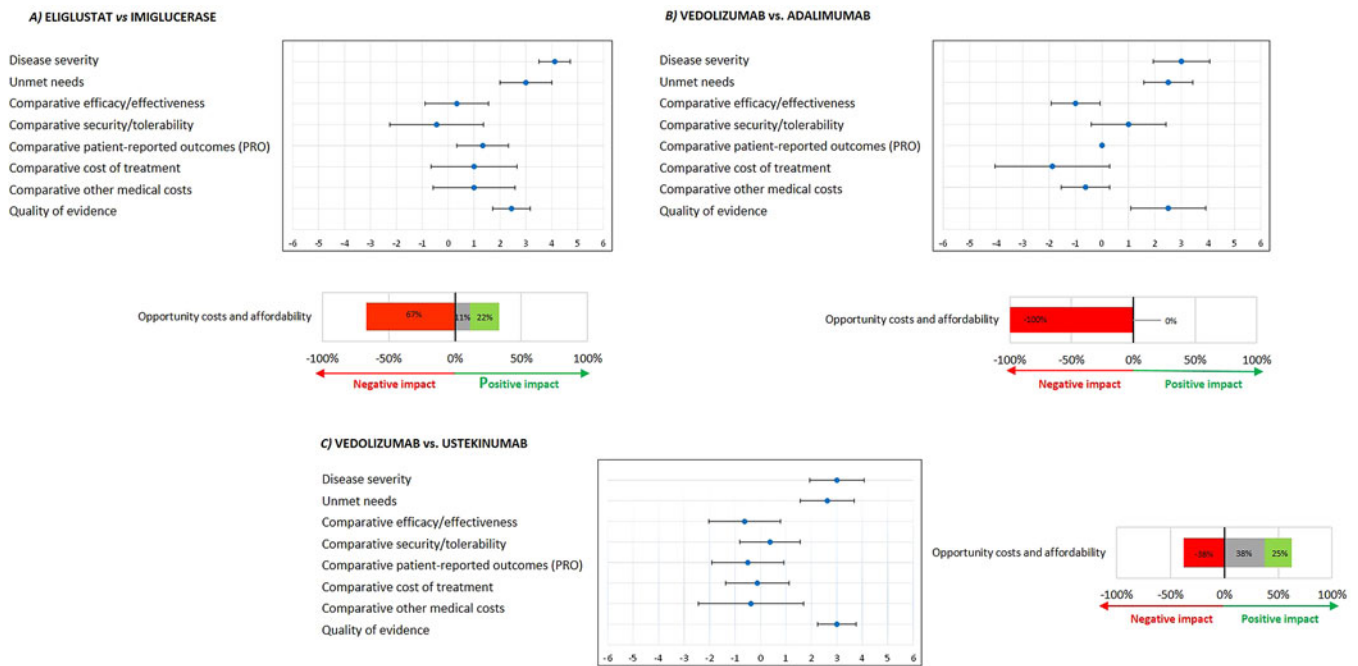 A) ELIGLUSTAT vs IMIGLUCERASE
Disease severity
Unmet needs
Comparative efficacy/effectiveness
Comparative security/tolerability
Comparative patient-reported outcomes (PRO)
Comparative cost of treatment
Comparative other medical costs
Quality of evidence
-6 -5 -4 -3 -2 -1 0 1 2 3 4 5 6
Opportunity costs and affordability
67% 11% 22%
-100% -50% 0% 50% 100%
Negative impact Positive impact
B) VEDOLIZUMAB vs. ADALIMUMAB
Disease severity
Unmet needs
Comparative efficacy/effectiveness
Comparative security/tolerability
Comparative patient-reported outcomes (PRO)
Comparative cost of treatment
Comparative other medical costs
Quality of evidence
-6 -5 -4 -3 -2 -1 0 1 2 3 4 5 6
Opportunity costs and affordability
-100% 0%
-100% -50% 0% 50% 100%
Negative impact Positive impact
C) VEDOLIZUMAB vs. USTEKINUMAB
Disease severity
Unmet needs
Comparative efficacy/effectiveness
Comparative security/tolerability
Comparative patient-reported outcomes (PRO)
Comparative cost of treatment
Comparative other medical costs
Quality of evidence
-6 -5 -4 -3 -2 -1 0 1 2 3 4 5 6
Opportunity costs and affordability
-38% 38% 25%
-100% -50% 0% 50% 100%
Negative impact Positive impact